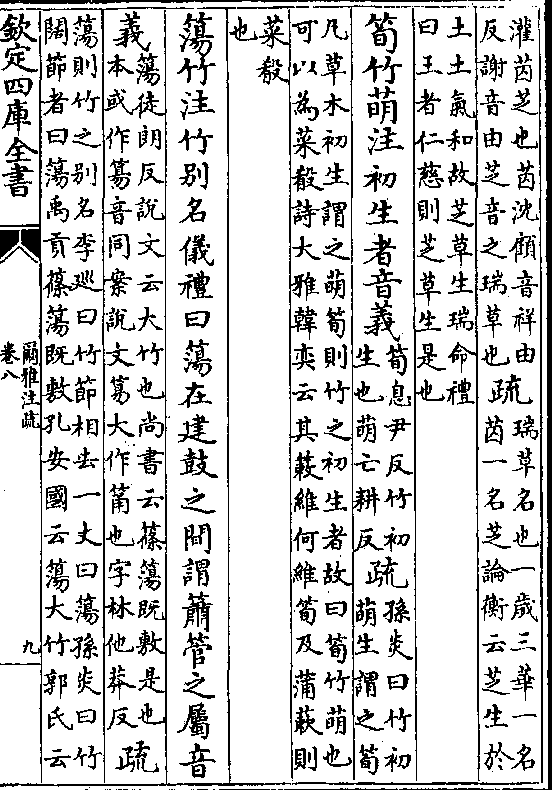 灌茵芝也茵沈顧音祥由
反謝音由芝音之瑞草也
疏
瑞草名也一歲三華一名
茵一名芝論衡云芝生於
土土氣和故芝草生瑞命禮
曰王者仁慈則芝草生是也
筍竹萌注初生者音義
筍息尹反竹初
生也萌亡耕反
疏
孫炎曰竹初
萌生謂之筍
凡草木初生謂之萌筍則竹之初生者故曰筍竹萌也
可以為菜殽詩大雅韓奕云其蔌維何維筍及蒲蔌則
菜殽
也
簜竹注竹别名儀禮曰簜在建鼓之間謂簫管之屬音
義
簜徒朗反說文云大竹也尚書云篠簜既敷是也
本或作音同案說文大作也字林他莽反
疏
簜則竹之别名李巡曰竹節相去一丈曰簜孫炎曰竹
闊節者曰簜禹貢篠簜既敷孔安國云簜大竹郭氏云
欽定四庫全書
爾雅注疏
卷八
九